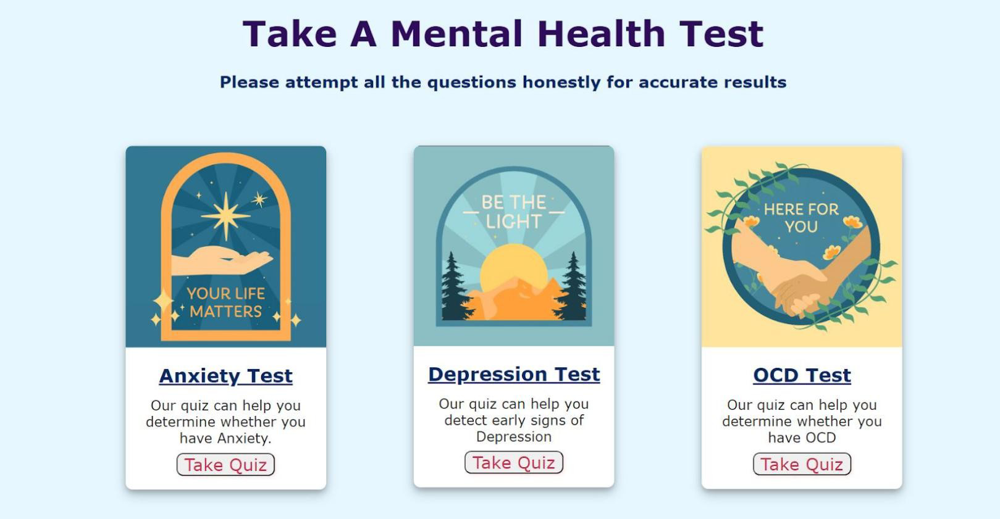 Take A Mental Health Test
Please attempt all the questions honestly for accurate results
YOUR LIFE
MATTERS
Anxiety Test
Our quiz can help you
determine whether you
have Anxiety.
Take Quiz
BE THE
LIGHT
Depression Test
Our quiz can help you
detect early signs of
Depression
Take Quiz
HERE FOR
YOU
OCD Test
Our quiz can help you
determine whether you
have OCD
Take Quiz